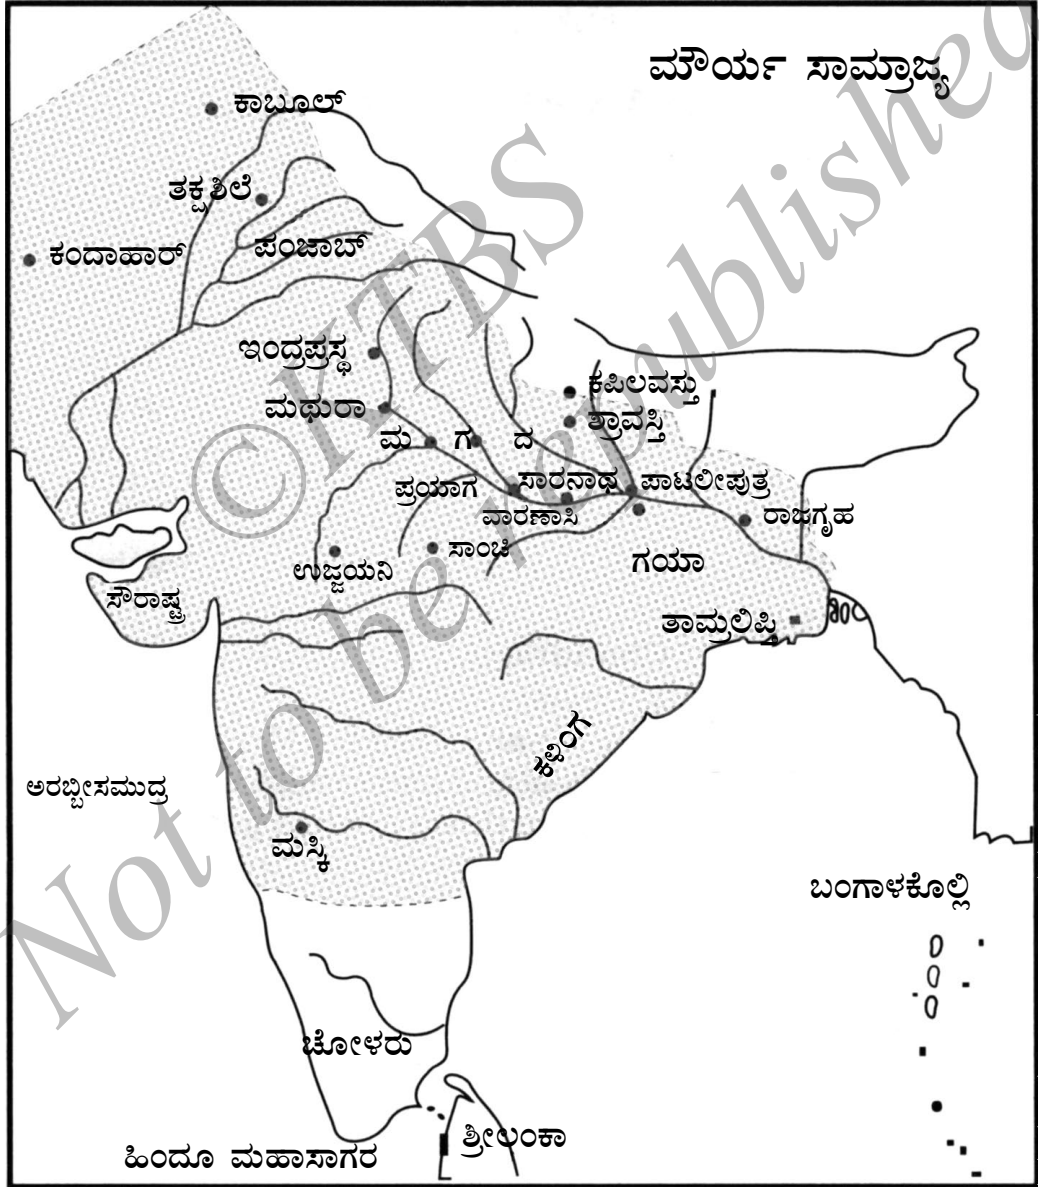 ಮೌರ್ಯ ಸಾಮ್ರಾಜ್ಯ
ಕಾಬೂಲ್
ತಕ್ಷಶಿಲೆ
ಕಂದಾಹಾರ್
ಪಂಜಾಬ್
ಇಂದ್ರಪ್ರಸ್ಥ
ಮಥುರಾ
ಕಪಿಲವಸ್ತು
ಶ್ರಾವಸ್ತಿ
ಮ ಗ ದ
ಪ್ರಯಾಗ
ಸಾರನಾಥ
ಪಾಟಲೀಪುತ್ರ
ವಾರಣಾಸಿ
ರಾಜಗೃಹ
ಸಾಂಚಿ
ಉಜ್ಜಯನಿ
ಗಯಾ
ಸೌರಾಷ್ಟ್ರ
ತಾಮ್ರಲಿಪ್ತಿ
ಕಳಿಂಗ
ಅರಬ್ಬೀಸಮುದ್ರ
ಮಸ್ಕಿ
ಬಂಗಾಳಕೊಲ್ಲಿ
ಚೋಳರು
ಶ್ರೀಲಂಕಾ
ಹಿಂದೂ ಮಹಾಸಾಗರ
©KTBS
Not to be republished